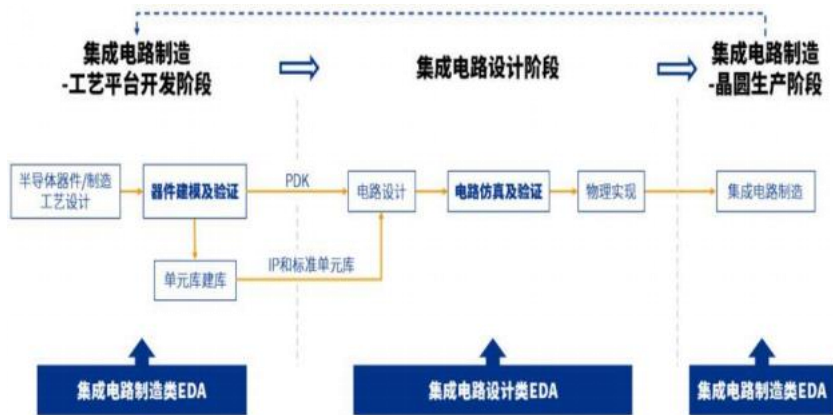 集成电路制造
-工艺平台开发阶段
集成电路设计阶段
集成电路制造
-晶圆生产阶段
半导体器件/制造
工艺设计
器件建模及验证
PDK
电路设计
电路仿真及验证
物理实现
集成电路制造
单元库建库
IP和标准单元库
集成电路制造类EDA
集成电路设计类EDA
集成电路制造类EDA